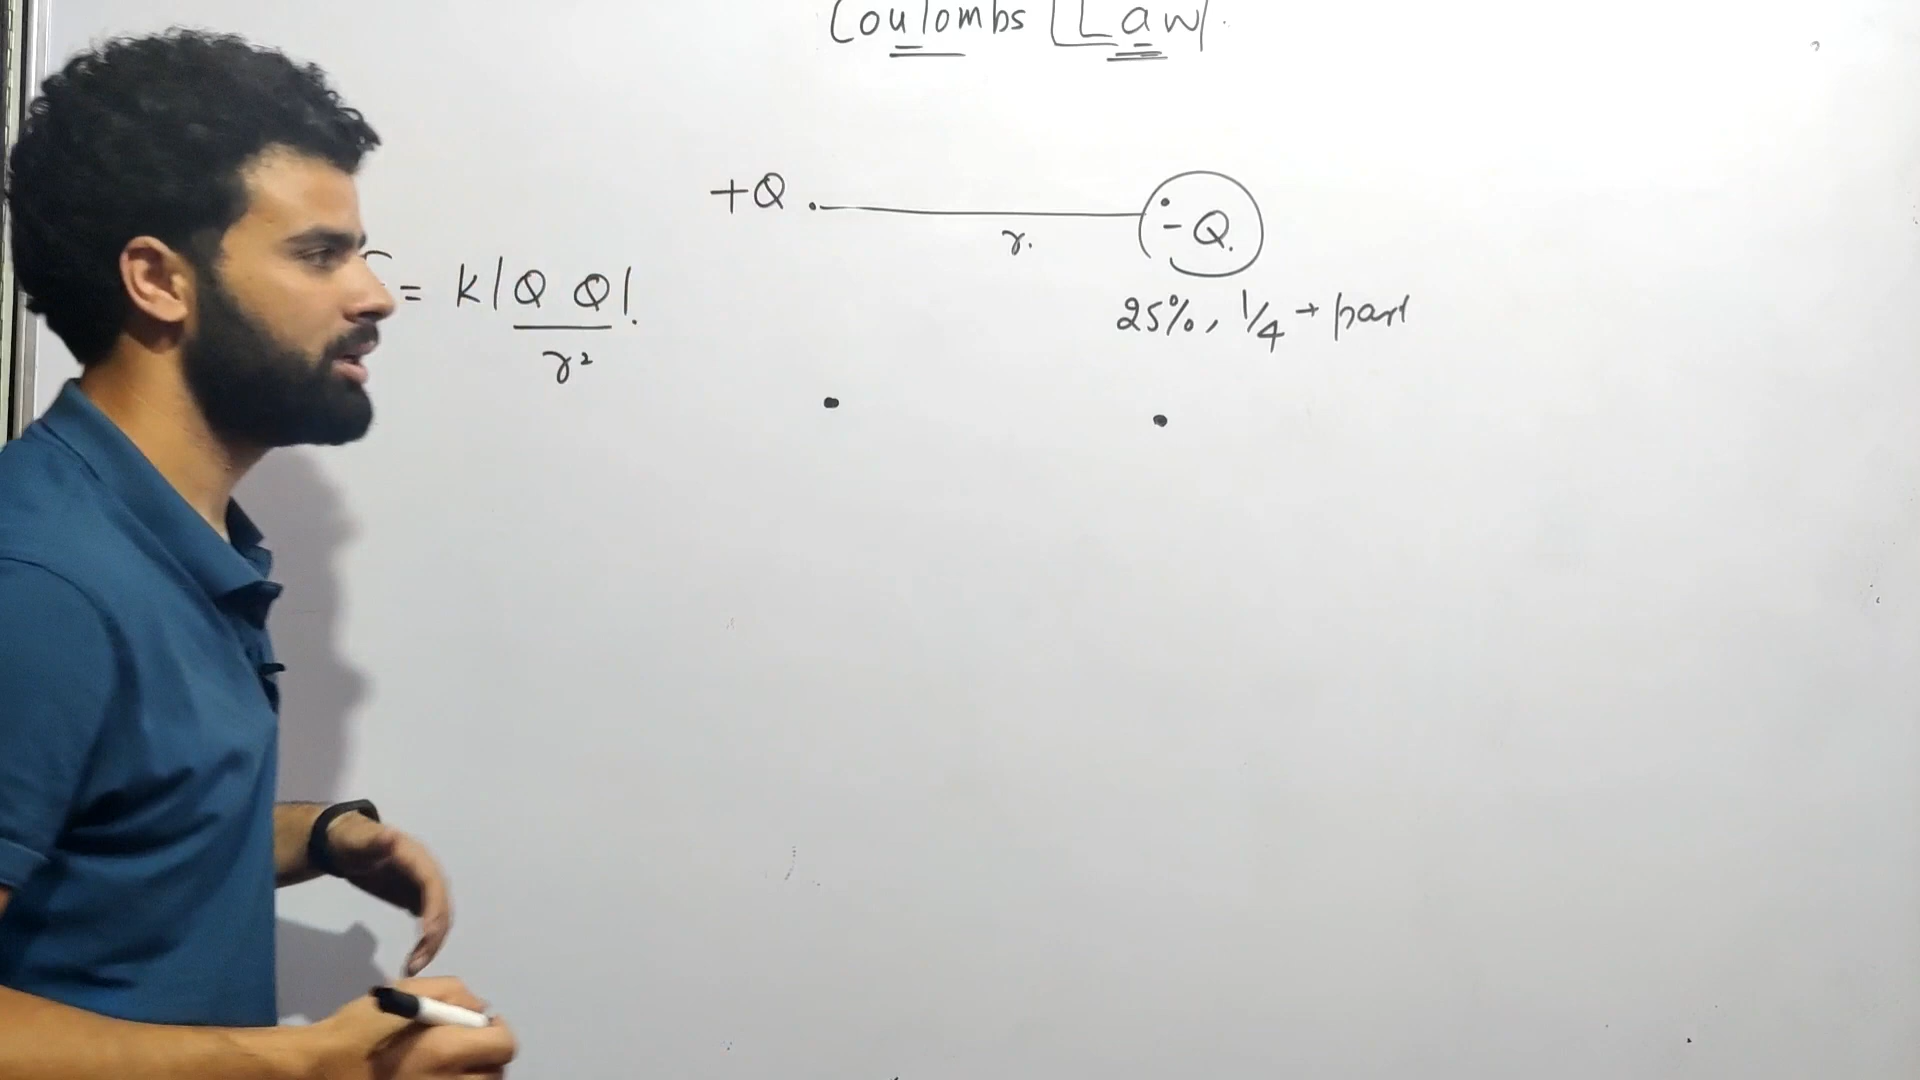 Coulombs Law
+Q r. - Q.
= K|Q Q|.
r²
25%, 1/4 → part